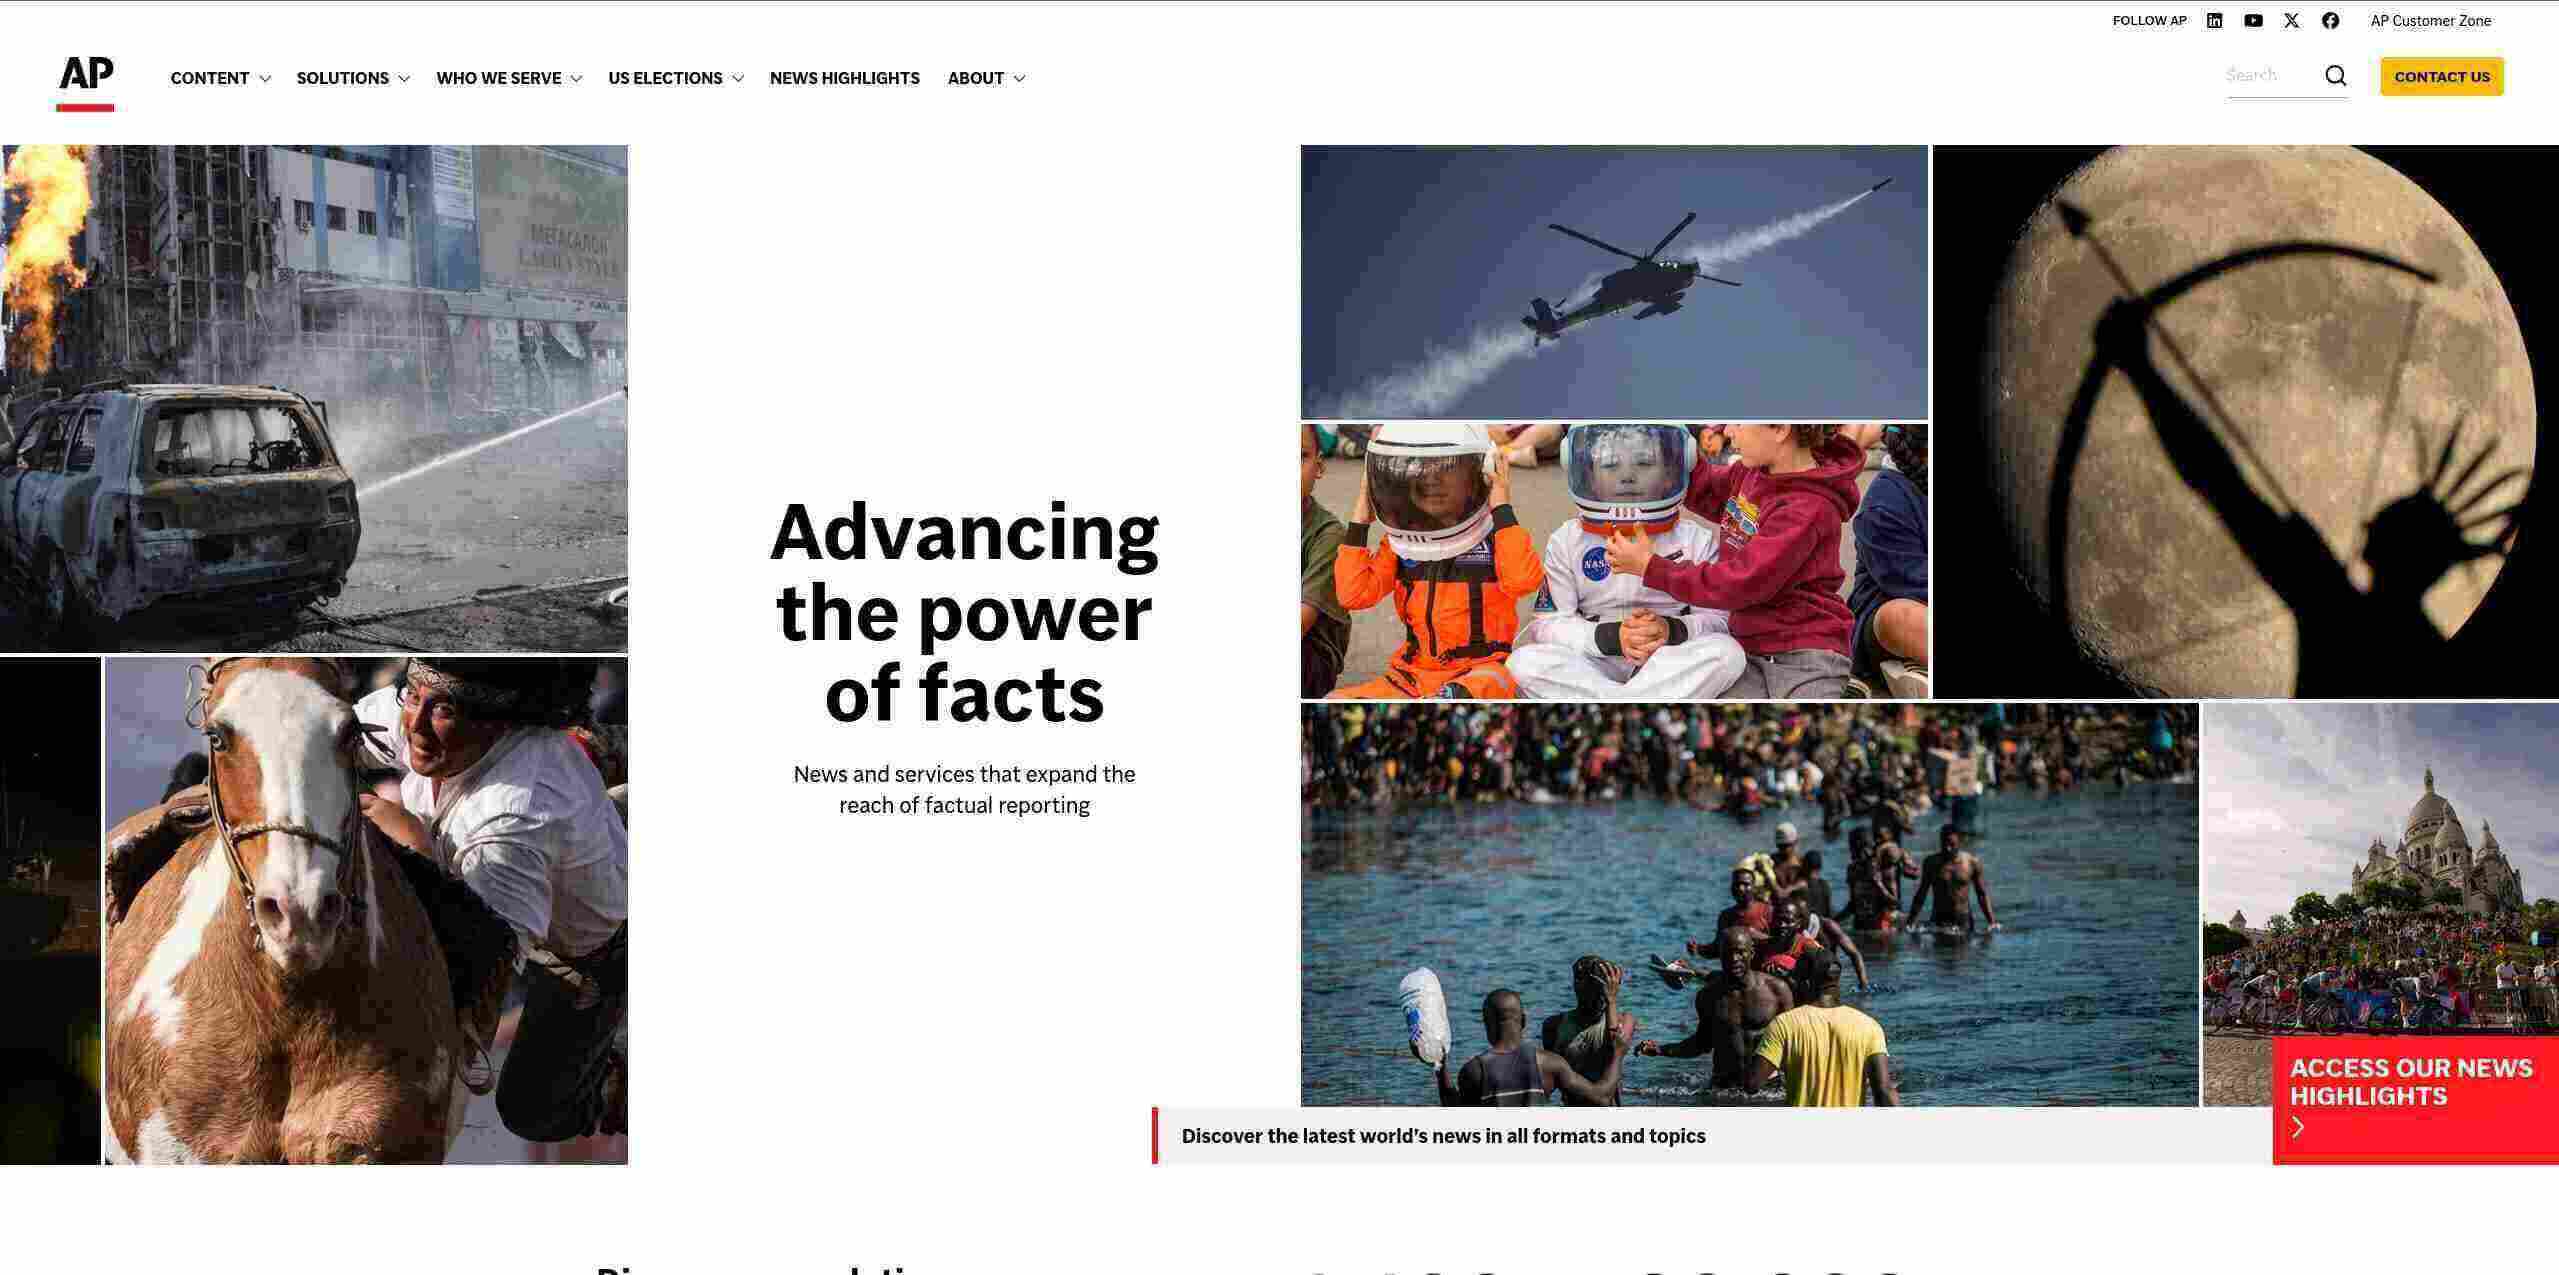 FOLLOW AP
AP Customer Zone
AP
CONTENT
SOLUTIONS
WHO WE SERVE
US ELECTIONS
NEWS HIGHLIGHTS
ABOUT
Search
CONTACT US
NASA
Advancing
the power
of facts
News and services that expand the
reach of factual reporting
ACCESS OUR NEWS
HIGHLIGHTS
Discover the latest world's news in all formats and topics